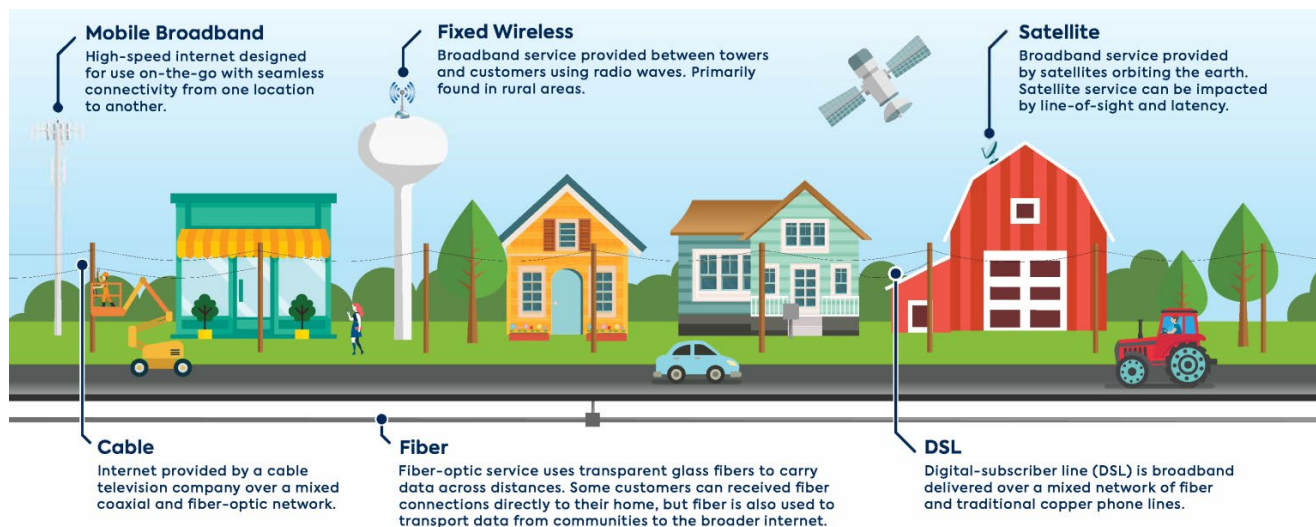 Mobile Broadband
High-speed internet designed
for use on-the-go with seamless
connectivity from one location
to another.
Fixed Wireless
Broadband service provided between towers
and customers using radio waves. Primarily
found in rural areas.
Satellite
Broadband service provided
by satellites orbiting the earth.
Satellite service can be impacted
by line-of-sight and latency.
Cable
Internet provided by a cable
television company over a mixed
coaxial and fiber-optic network.
Fiber
Fiber-optic service uses transparent glass fibers to carry
data across distances. Some customers can received fiber
connections directly to their home, but fiber is also used to
transport data from communities to the broader internet.
DSL
Digital-subscriber line (DSL) is broadband
delivered over a mixed network of fiber
and traditional copper phone lines.